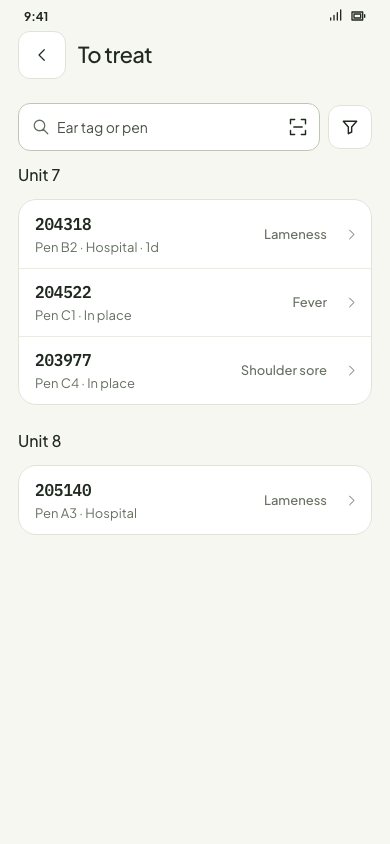 9:41
To treat
Ear tag or pen
Unit 7
204318
Pen B2 · Hospital · 1d
Lameness
204522
Pen C1 · In place
Fever
203977
Pen C4 · In place
Shoulder sore
Unit 8
205140
Pen A3 · Hospital
Lameness